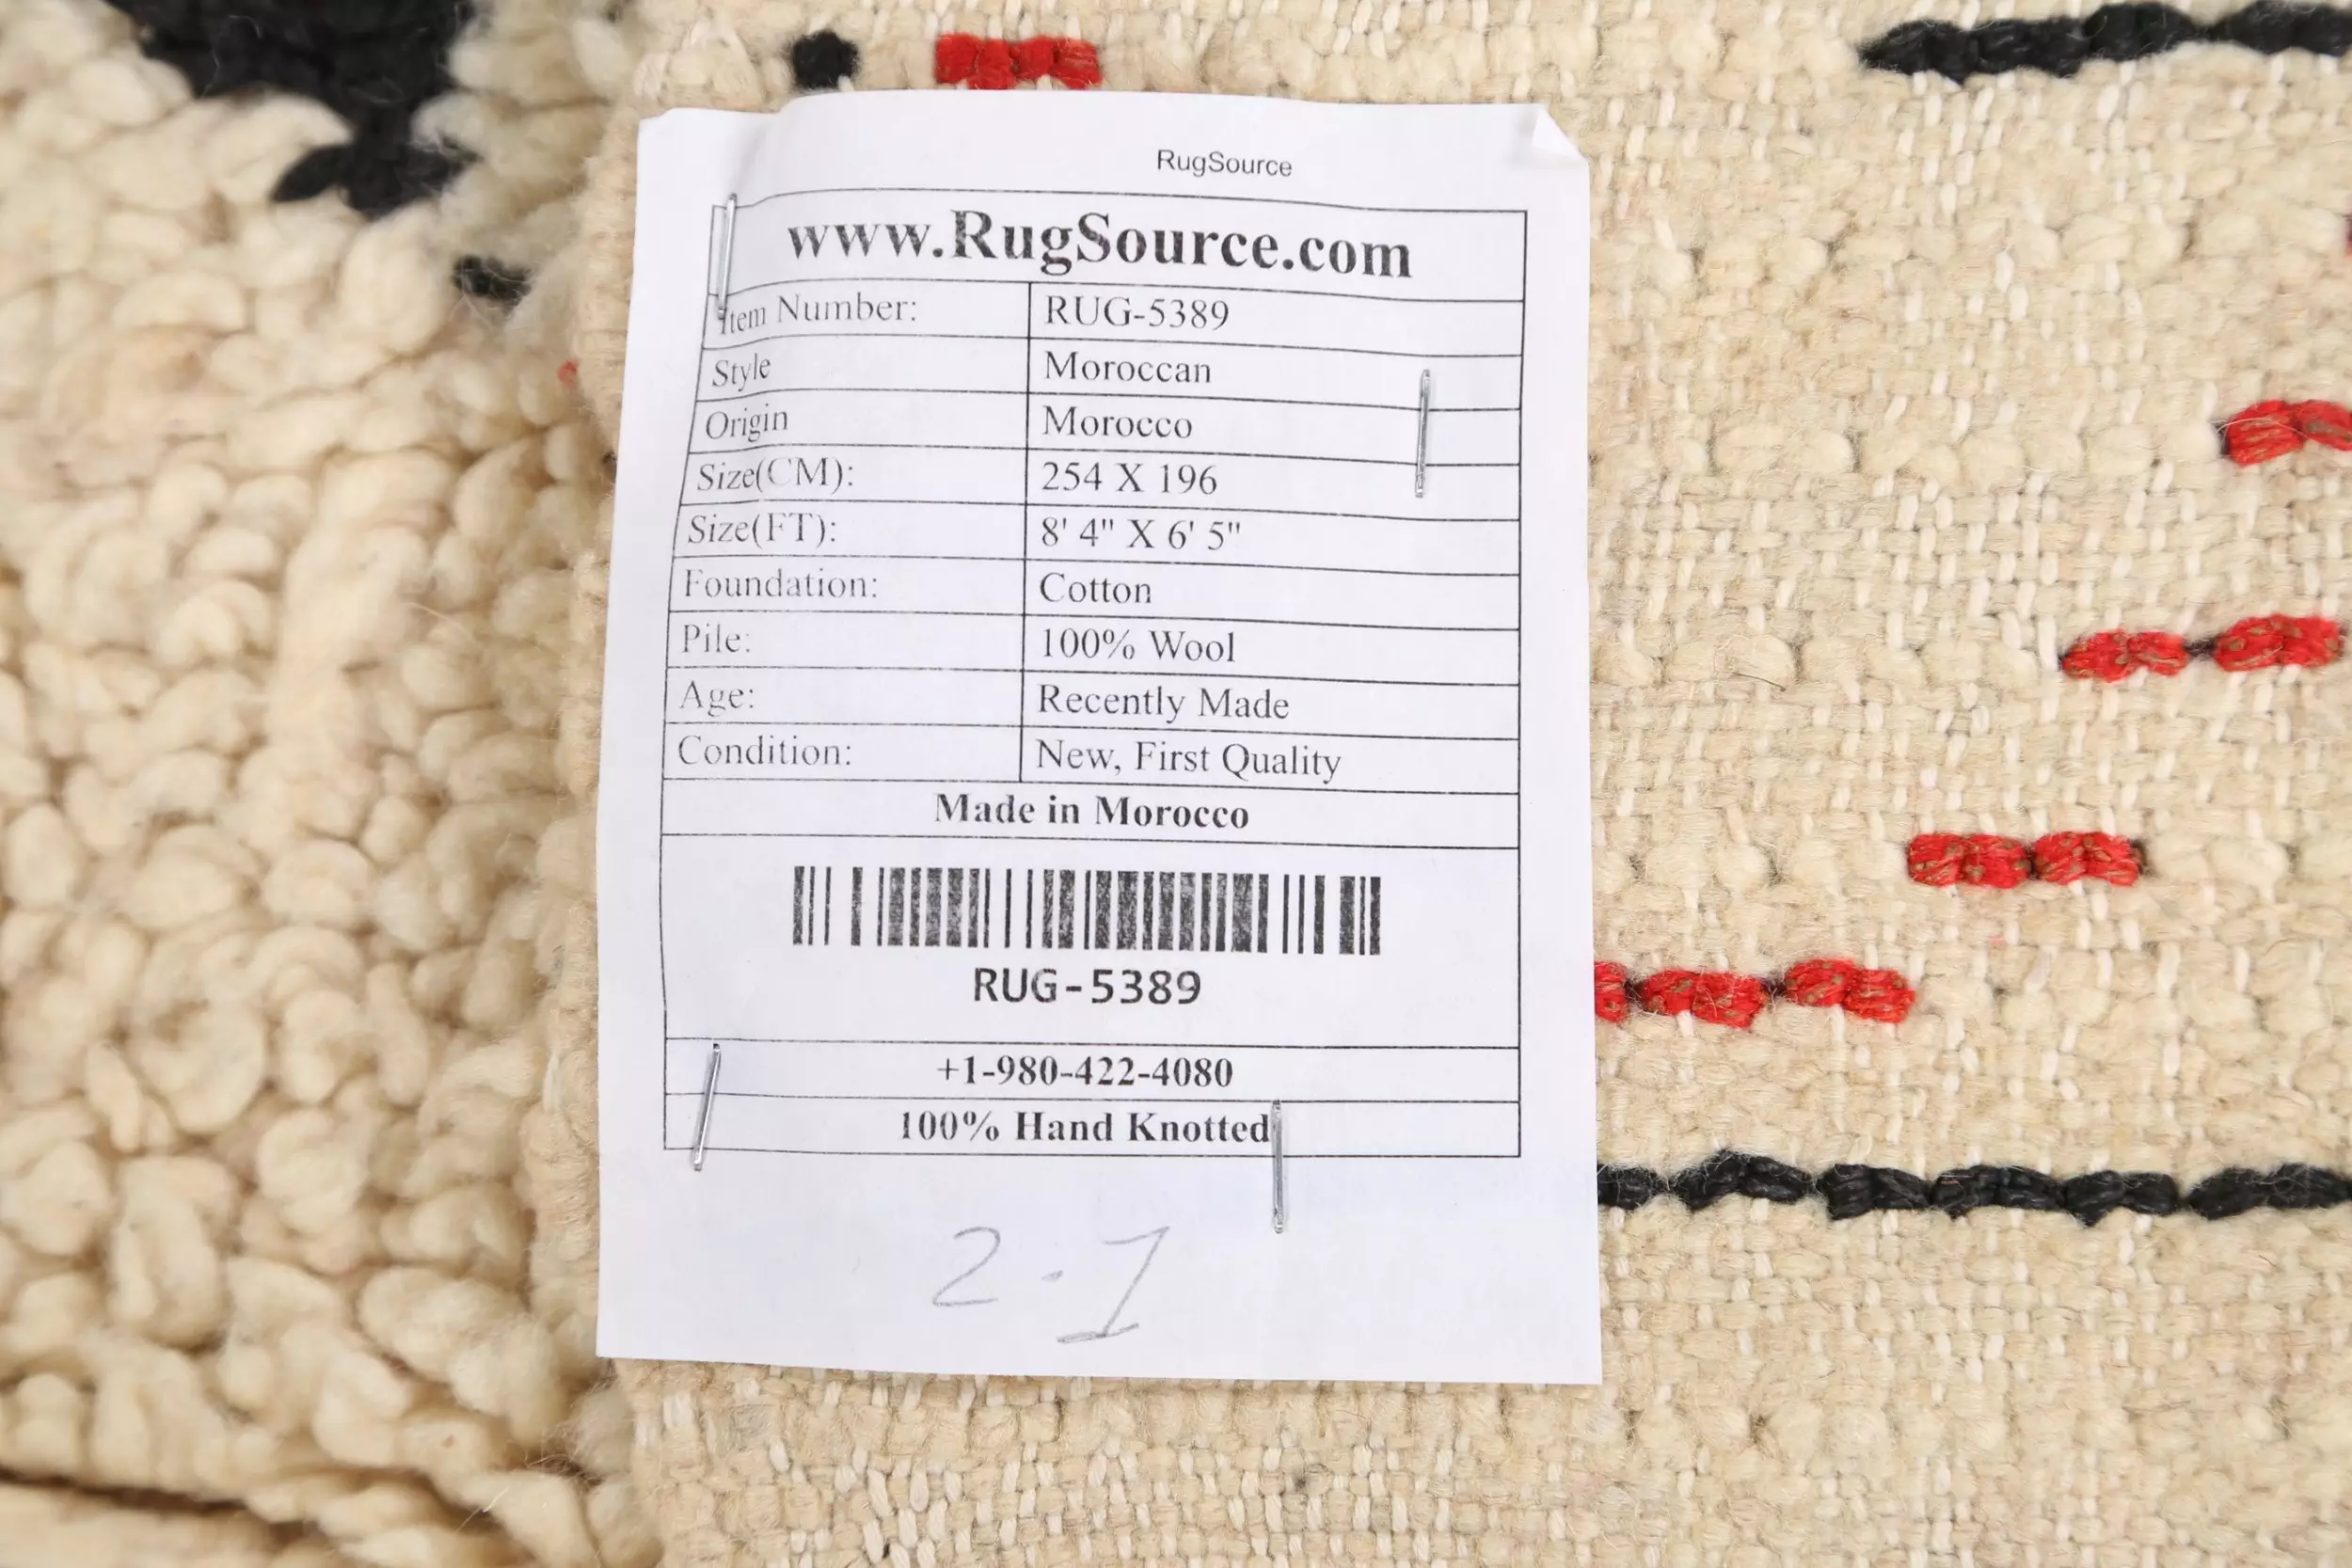 RugSource
www.RugSource.com
Item Number: RUG-5389
Style Moroccan
Origin Morocco
Size(CM): 254 X 196
Size(FT): 8' 4" X 6' 5"
Foundation: Cotton
Pile: 100% Wool
Age: Recently Made
Condition: New, First Quality
Made in Morocco
RUG-5389
+1-980-422-4080
100% Hand Knotted
2.1